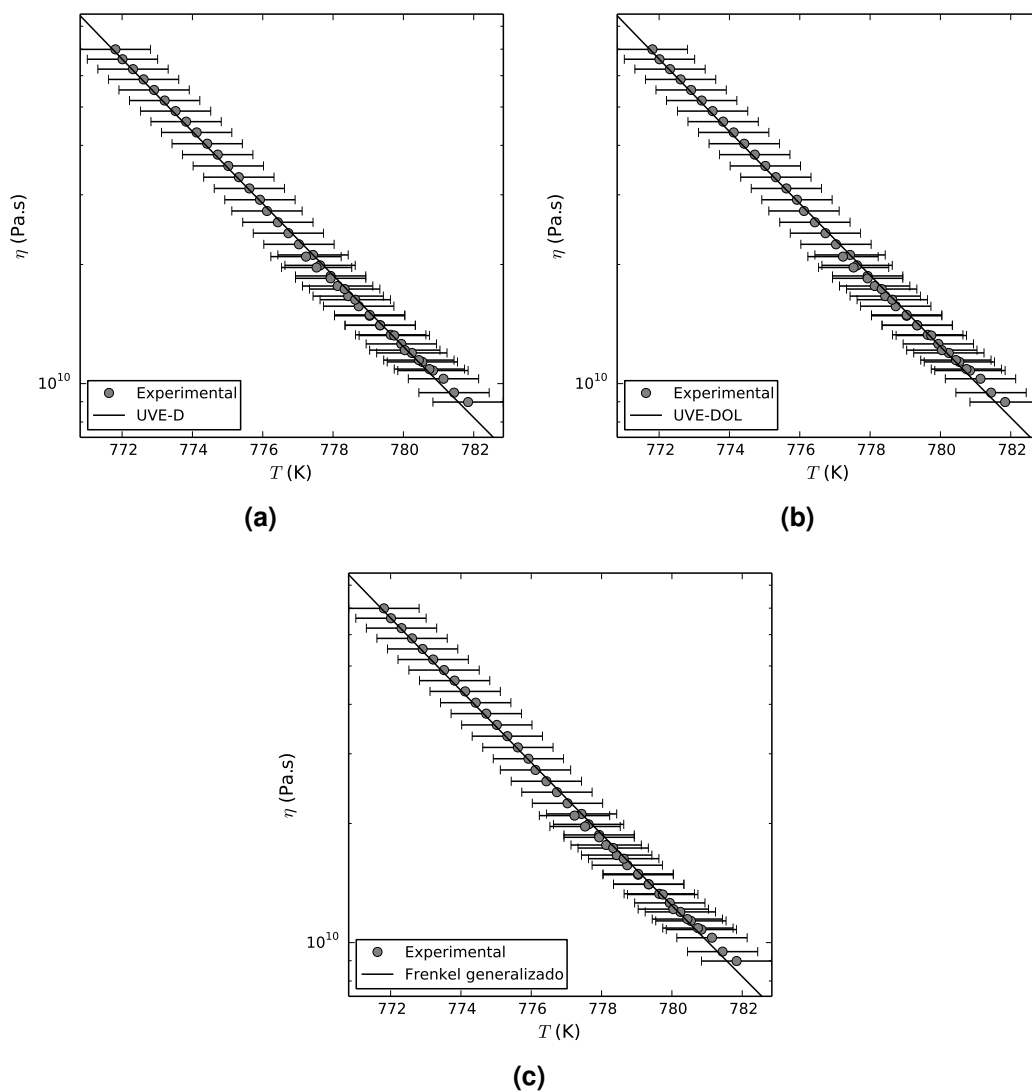 η (Pa.s)
10^10
Experimental
UVE-D
772 774 776 778 780 782
T (K)
(a)
η (Pa.s)
10^10
Experimental
UVE-DOL
772 774 776 778 780 782
T (K)
(b)
η (Pa.s)
10^10
Experimental
Frenkel generalizado
772 774 776 778 780 782
T (K)
(c)